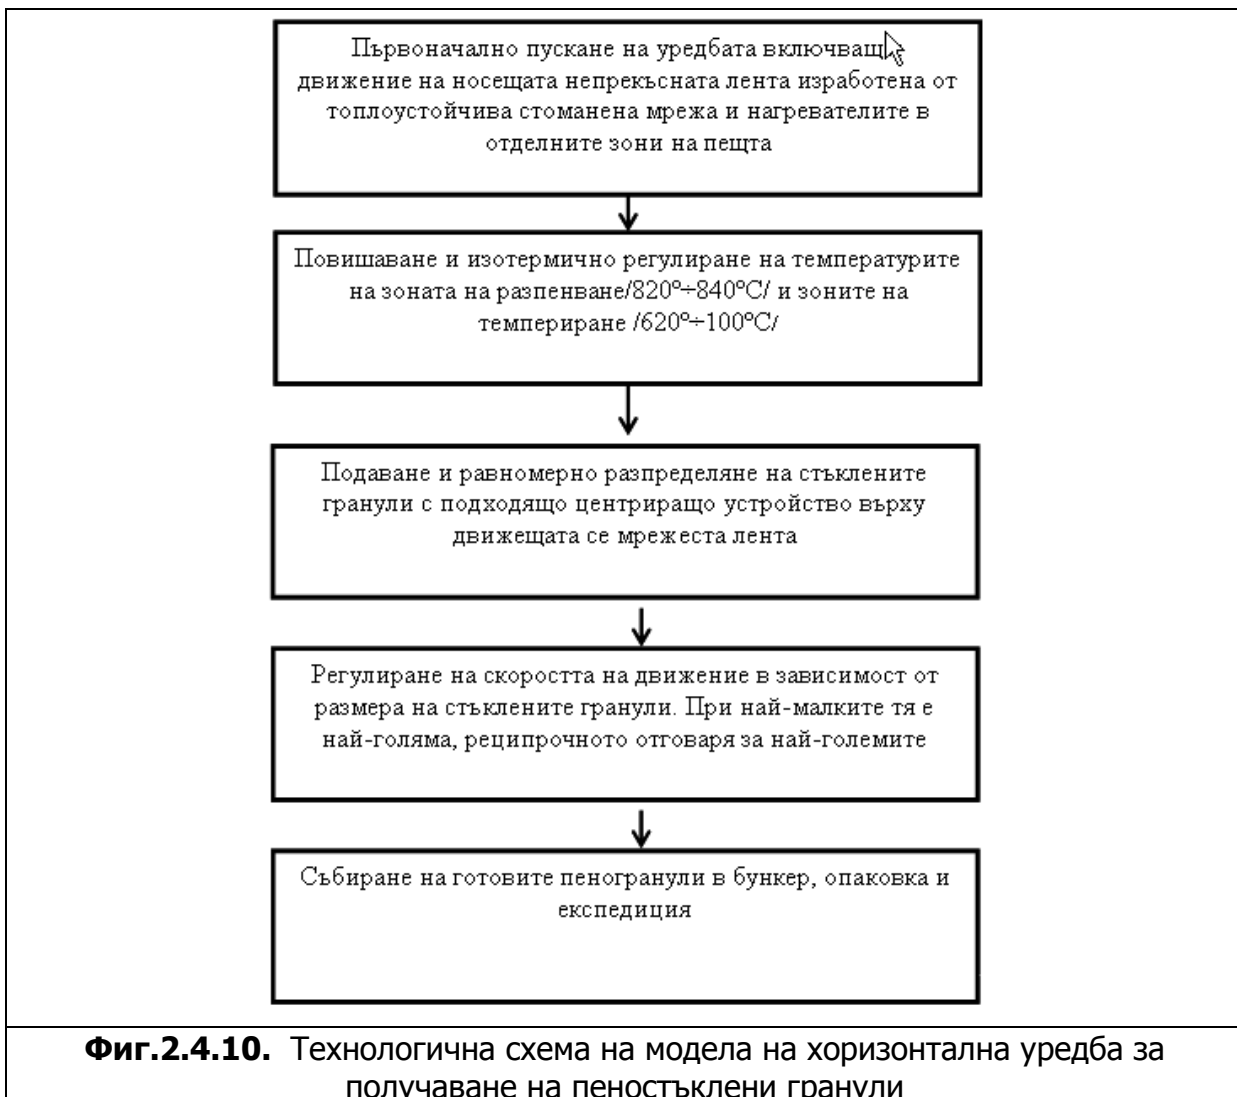 Първоначално пускане на уредбата включващ
движение на носещата непрекъсната лента изработена от
топлоустойчива стоманена мрежа и нагревателите в
отделните зони на пещта
Повишаване и изотермично регулиране на температурите
на зоната на разпенване/820°÷840°С/ и зоните на
темпериране /620°÷100°С/
Подаване и равномерно разпределяне на стъклените
гранули с подходящо центриращо устройство върху
движещата се мрежеста лента
Регулиране на скоростта на движение в зависимост от
размера на стъклените гранули. При най-малките тя е
най-голяма, реципрочното отговаря за най-големите
Събиране на готовите пеногранули в бункер, опаковка и
експедиция
Фиг.2.4.10. Технологична схема на модела на хоризонтална уредба за
получаване на пеностъклени гранули